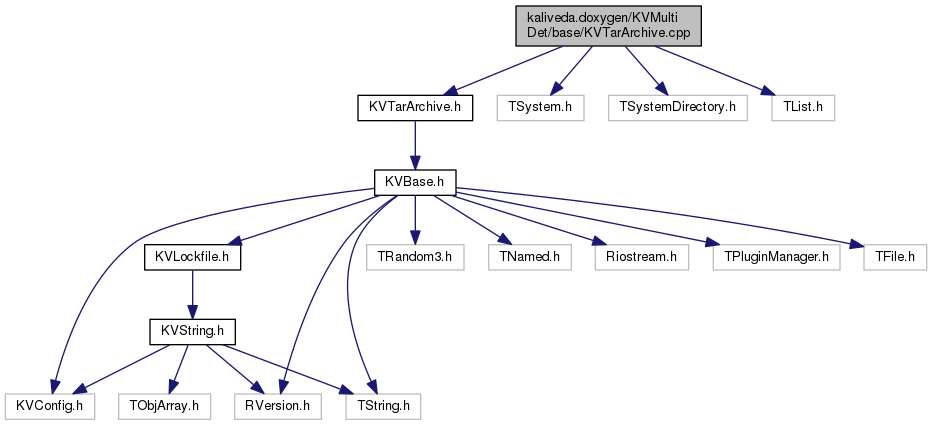 kaliveda.doxygen/KVMulti
Det/base/KVTarArchive.cpp
KVTarArchive.h
TSystem.h
TSystemDirectory.h
TList.h
KVBase.h
KVLockfile.h
TRandom3.h
TNamed.h
Riostream.h
TPluginManager.h
TFile.h
KVString.h
KVConfig.h
TObjArray.h
RVersion.h
TString.h